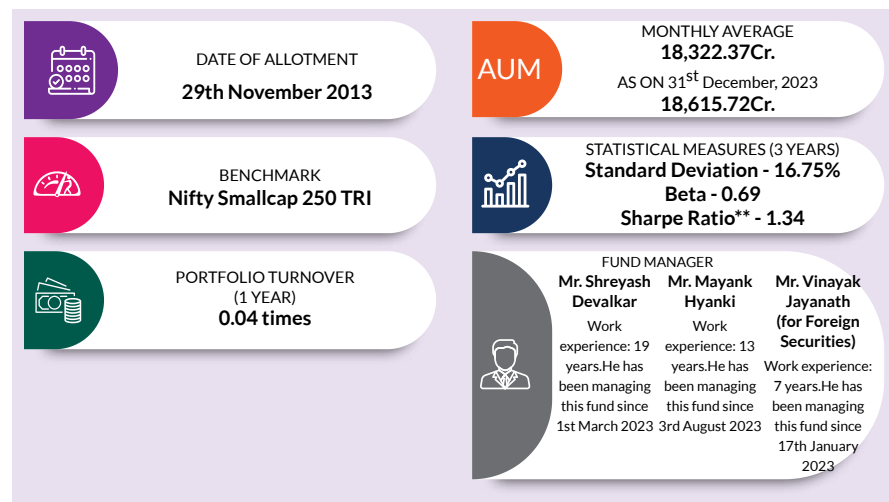 DATE OF ALLOTMENT
29th November 2013
BENCHMARK
Nifty Smallcap 250 TRI
PORTFOLIO TURNOVER
(1 YEAR)
0.04 times
AUM
MONTHLY AVERAGE
18,322.37Cr.
AS ON 31st December, 2023
18,615.72Cr.
STATISTICAL MEASURES (3 YEARS)
Standard Deviation - 16.75%
Beta - 0.69
Sharpe Ratio** - 1.34
FUND MANAGER
Mr. Shreyash
Devalkar
Work
experience: 19
years.He has
been managing
this fund since
1st March 2023
Mr. Mayank
Hyanki
Work
experience: 13
years.He has
been managing
this fund since
3rd August 2023
Mr. Vinayak
Jayanath
(for Foreign
Securities)
Work experience:
7 years.He has
been managing
this fund since
17th January
2023